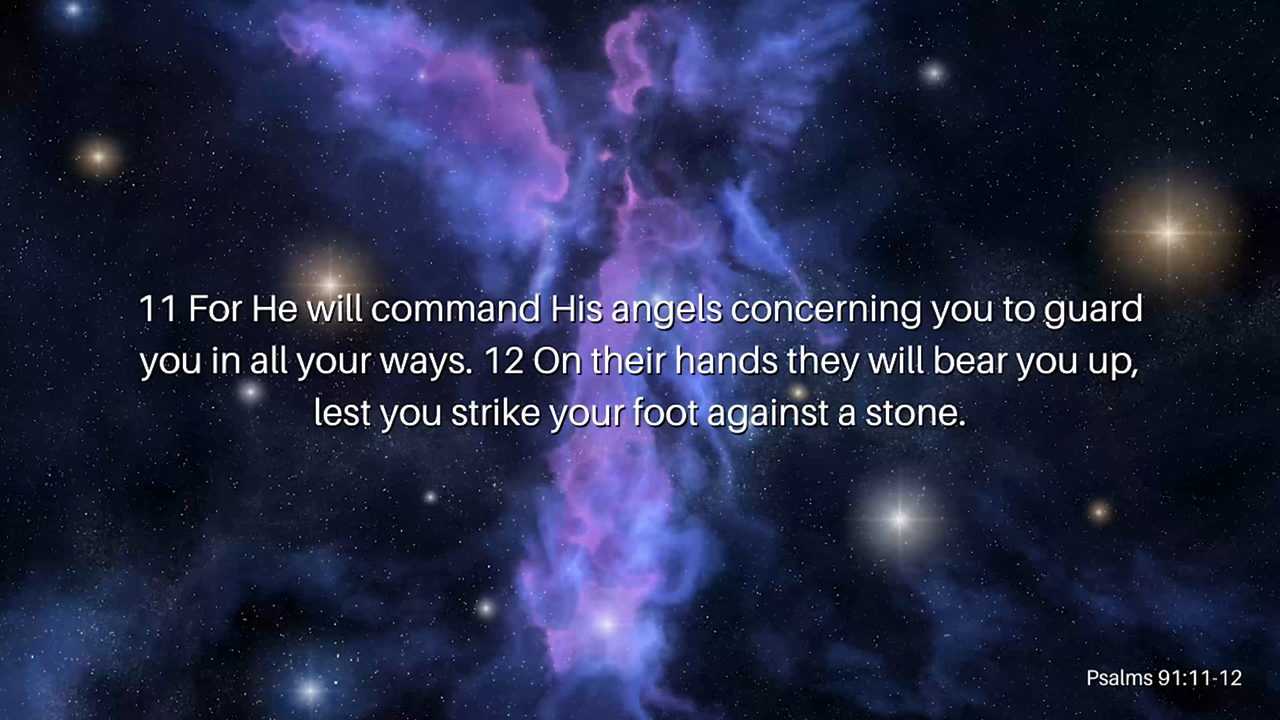 11 For He will command His angels concerning you to guard
you in all your ways. 12 On their hands they will bear you up,
lest you strike your foot against a stone.
Psalms 91:11-12